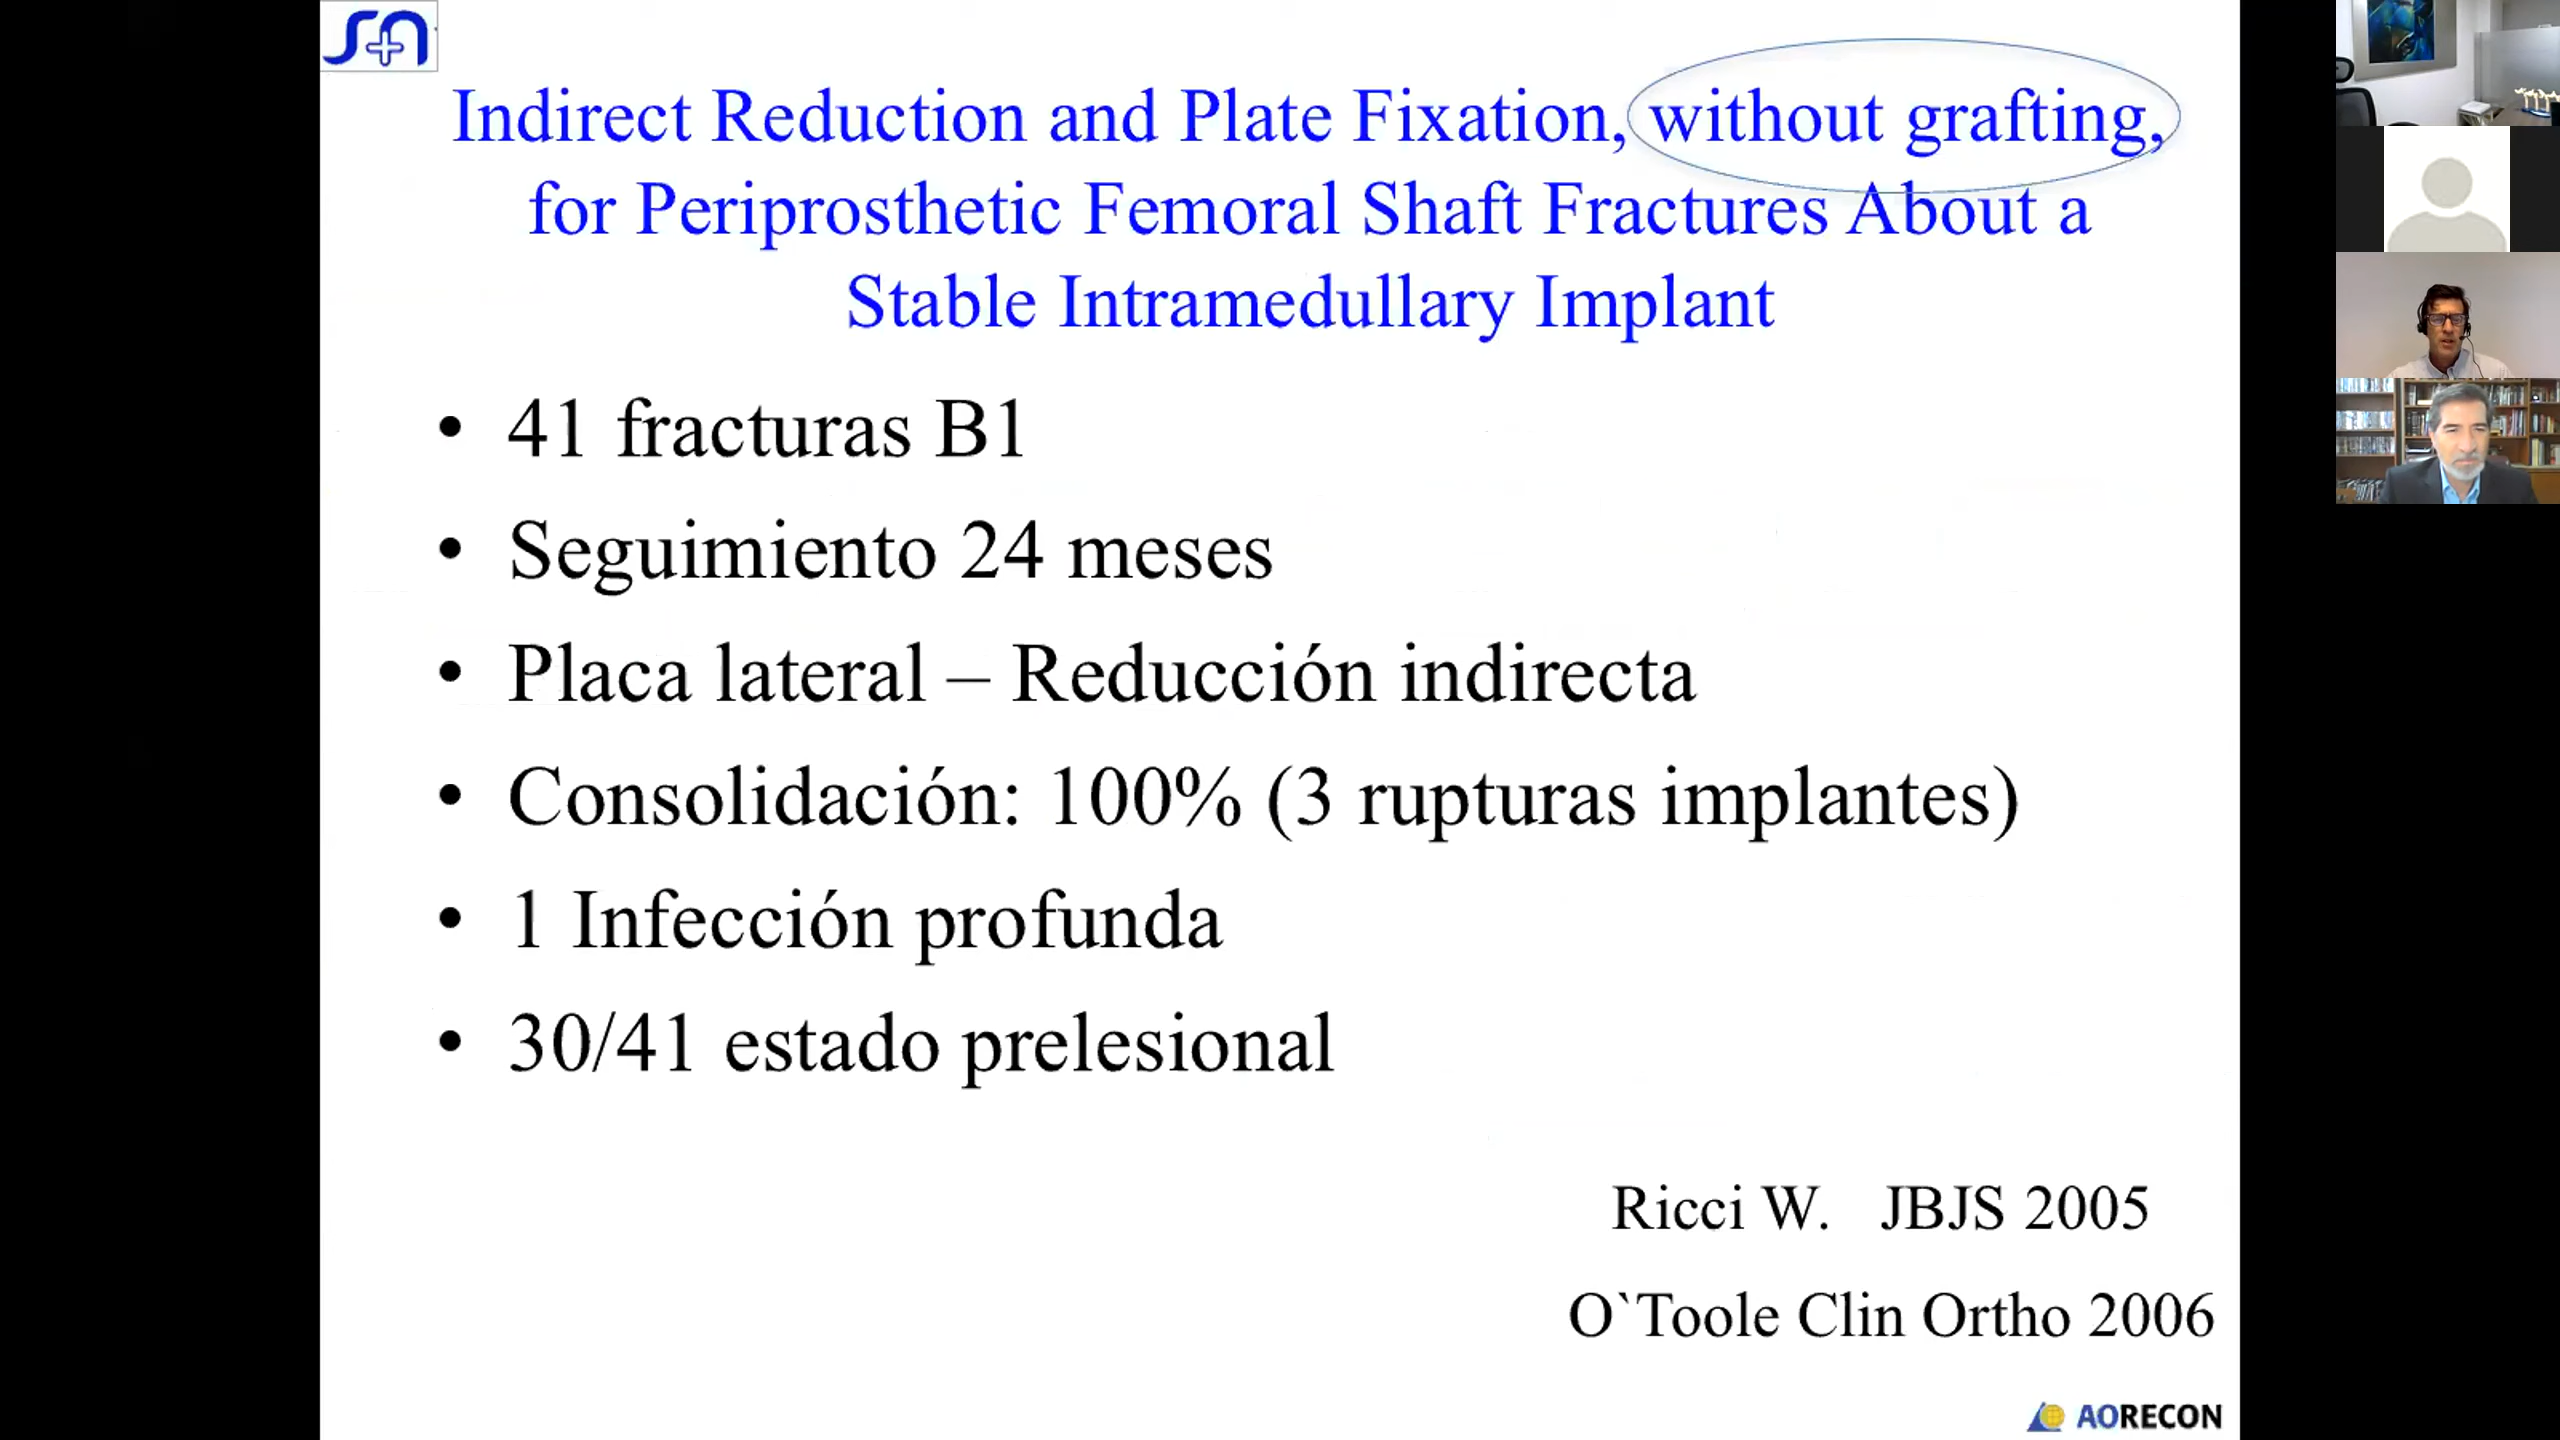 s+n
Indirect Reduction and Plate Fixation, without grafting,
for Periprosthetic Femoral Shaft Fractures About a
Stable Intramedullary Implant
• 41 fracturas B1
• Seguimiento 24 meses
• Placa lateral – Reducción indirecta
• Consolidación: 100% (3 rupturas implantes)
• 1 Infección profunda
• 30/41 estado prelesional
Ricci W. JBJS 2005
O`Toole Clin Ortho 2006
AORECON